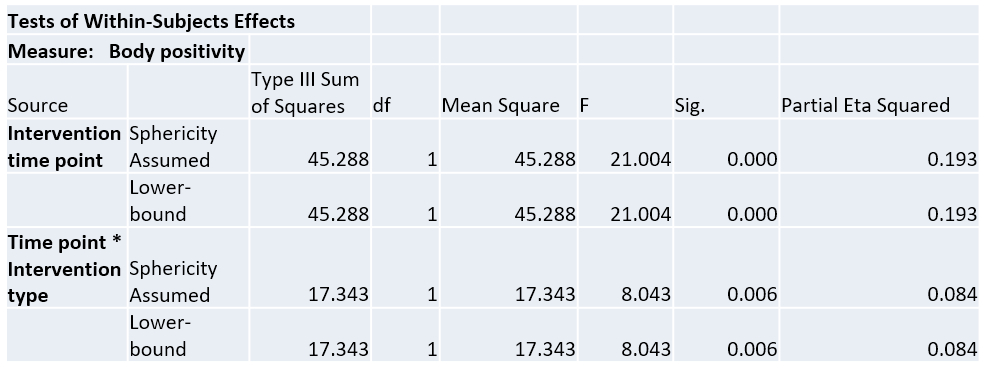 Tests of Within-Subjects Effects
Measure: Body positivity
Source Type III Sum of Squares df Mean Square F Sig. Partial Eta Squared
Intervention time point Sphericity Assumed 45.288 1 45.288 21.004 0.000 0.193
Lower-bound 45.288 1 45.288 21.004 0.000 0.193
Time point * Intervention type Sphericity Assumed 17.343 1 17.343 8.043 0.006 0.084
Lower-bound 17.343 1 17.343 8.043 0.006 0.084